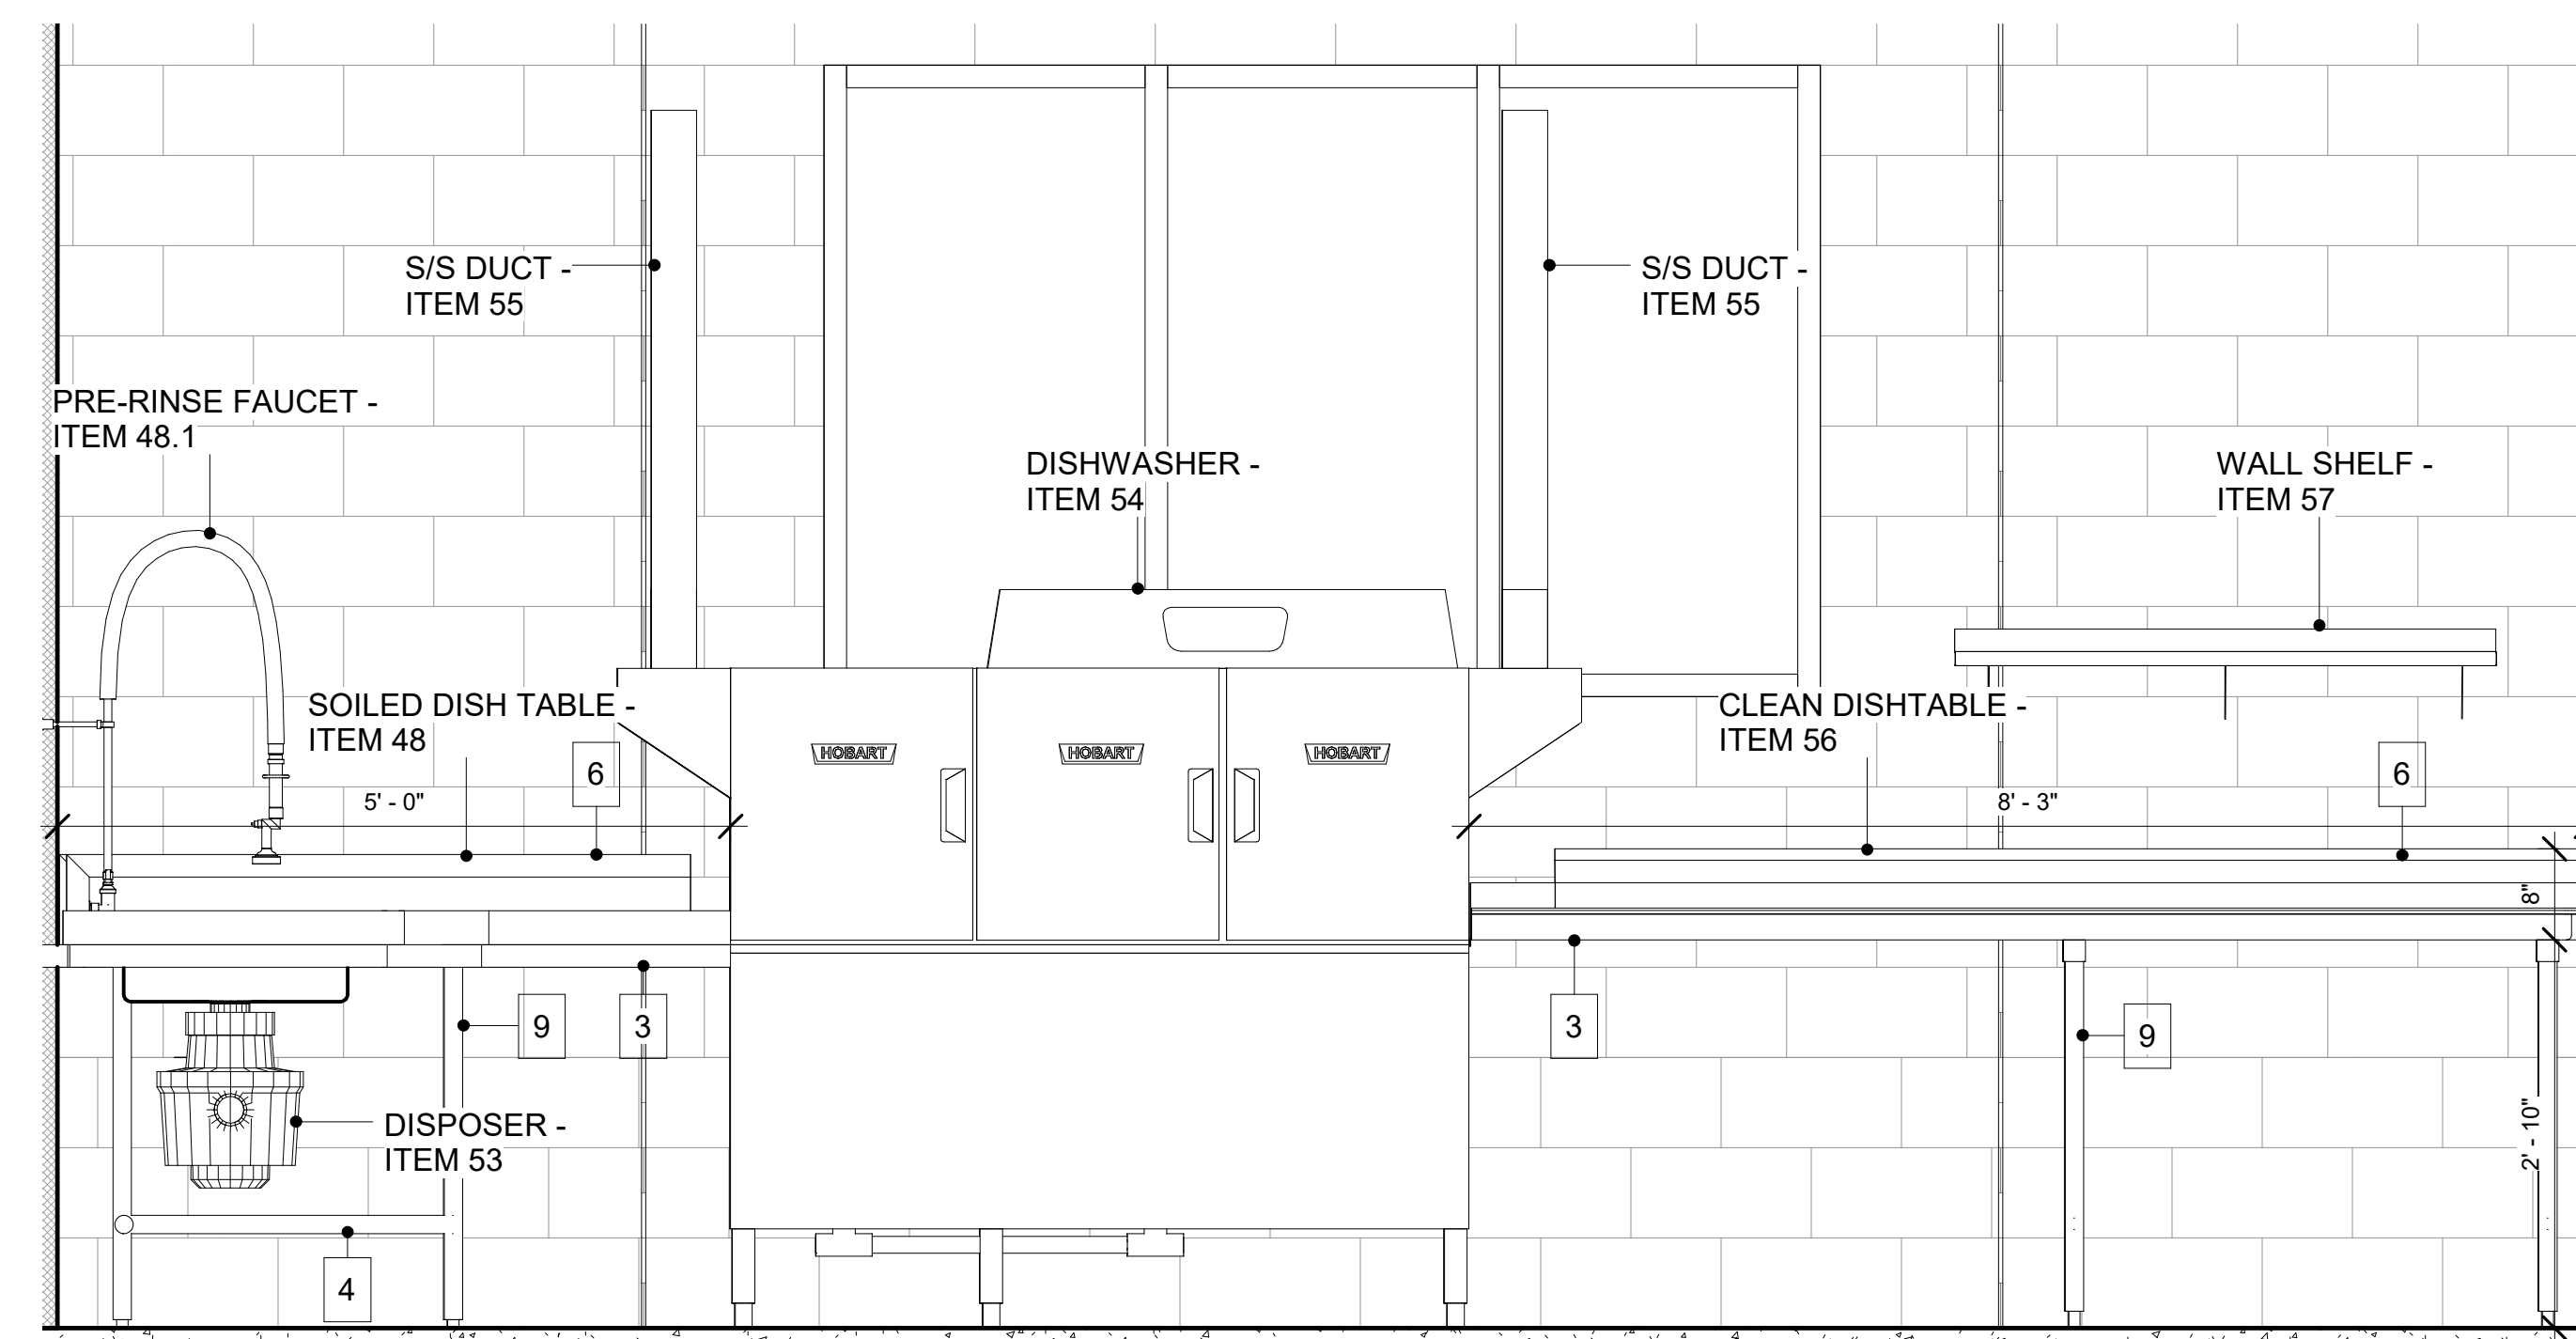 S/S DUCT -
ITEM 55
S/S DUCT -
ITEM 55
PRE-RINSE FAUCET -
ITEM 48.1
DISHWASHER -
ITEM 54
WALL SHELF -
ITEM 57
SOILED DISH TABLE -
ITEM 48
CLEAN DISHTABLE -
ITEM 56
HOBART
HOBART
HOBART
6
6
5' - 0"
8' - 3"
8"
9
3
3
9
DISPOSER -
ITEM 53
2' - 10"
4